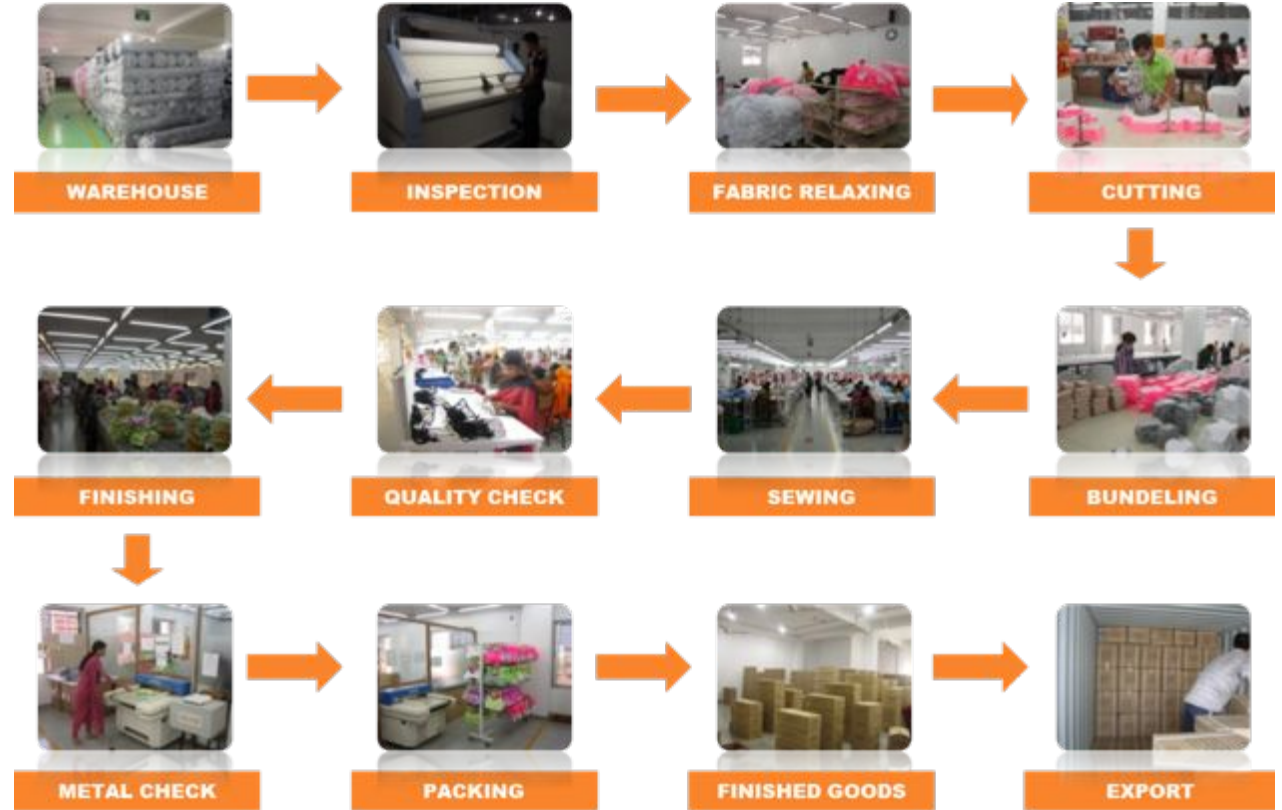 WAREHOUSE
INSPECTION
FABRIC RELAXING
CUTTING
BUNDELING
SEWING
QUALITY CHECK
FINISHING
METAL CHECK
PACKING
FINISHED GOODS
EXPORT